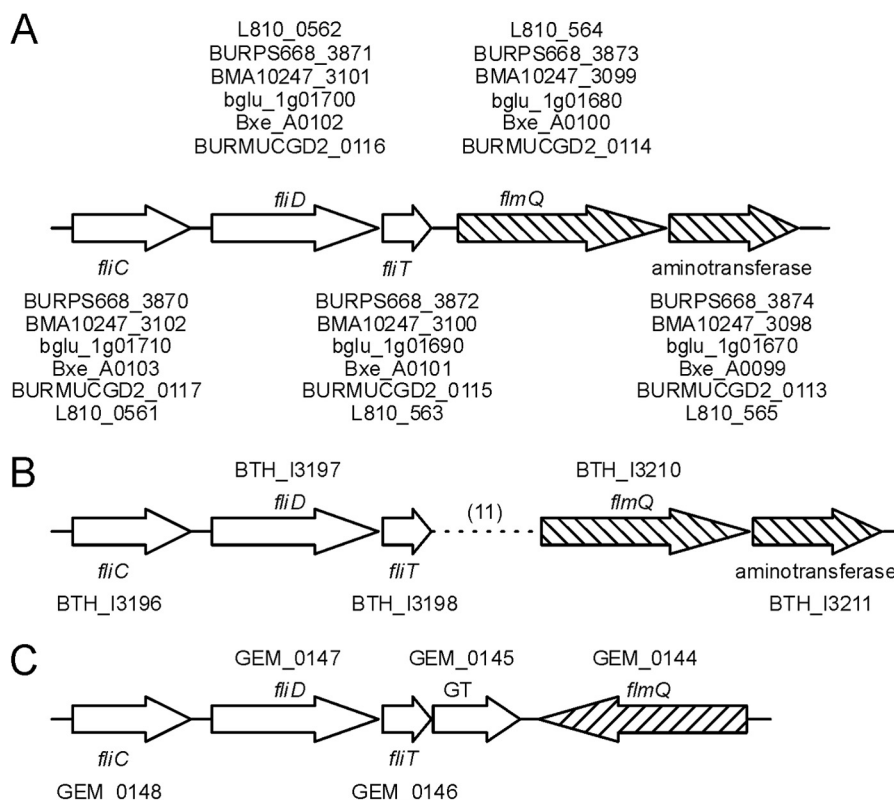 A
L810_0562
BURPS668_3871
BMA10247_3101
bglu_1g01700
Bxe_A0102
BURMUCGD2_0116
L810_564
BURPS668_3873
BMA10247_3099
bglu_1g01680
Bxe_A0100
BURMUCGD2_0114
fliD
flmQ
fliC
fliT
aminotransferase
BURPS668_3870
BMA10247_3102
bglu_1g01710
Bxe_A0103
BURMUCGD2_0117
L810_0561
BURPS668_3872
BMA10247_3100
bglu_1g01690
Bxe_A0101
BURMUCGD2_0115
L810_563
BURPS668_3874
BMA10247_3098
bglu_1g01670
Bxe_A0099
BURMUCGD2_0113
L810_565
B
BTH_I3197
BTH_I3210
fliD
(11)
flmQ
fliC
fliT
aminotransferase
BTH_I3196
BTH_I3198
BTH_I3211
C
GEM_0147
GEM_0145
GEM_0144
fliD
GT
flmQ
fliC
fliT
GEM_0148
GEM_0146